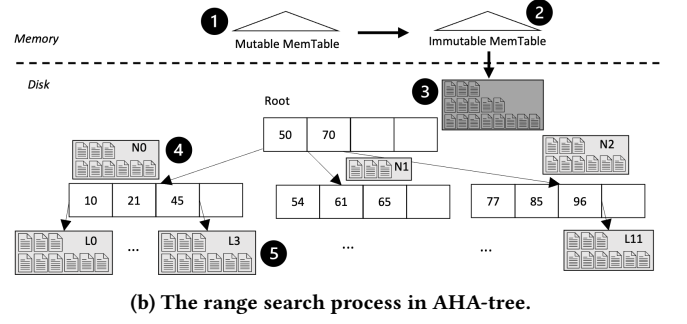 1
2
Memory
Mutable MemTable
Immutable MemTable
Disk
3
Root
50 70
4
N0
N1
N2
10 21 45
54 61 65
77 85 96
L0
...
L3
5
...
...
L11
(b) The range search process in AHA-tree.